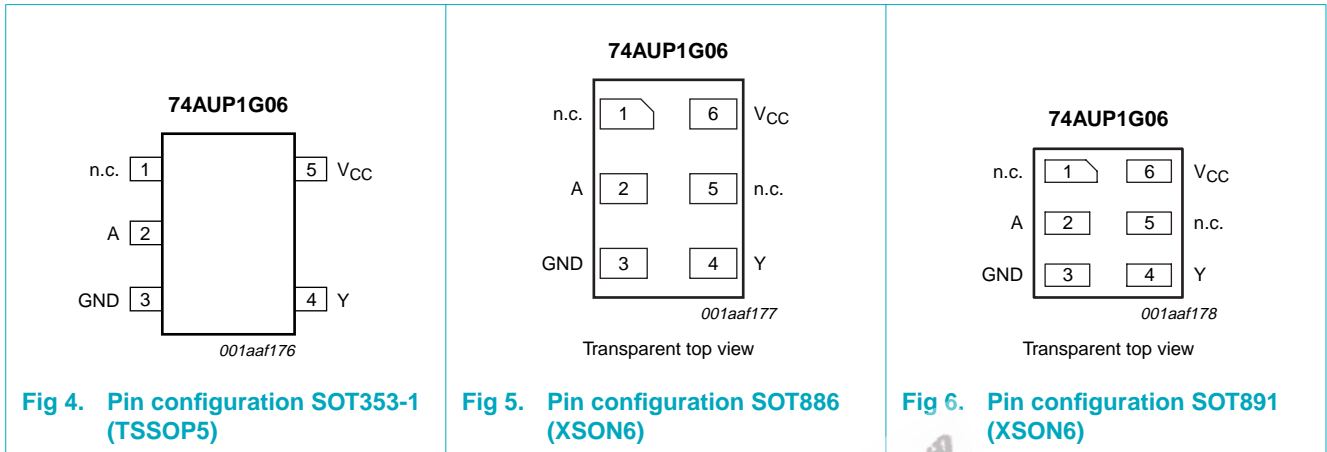 74AUP1G06
n.c. 1
5 VCC
A 2
GND 3
4 Y
001aaf176
Fig 4. Pin configuration SOT353-1
(TSSOP5)
74AUP1G06
n.c. 1 6 VCC
A 2 5 n.c.
GND 3 4 Y
001aaf177
Transparent top view
Fig 5. Pin configuration SOT886
(XSON6)
74AUP1G06
n.c. 1 6 VCC
A 2 5 n.c.
GND 3 4 Y
001aaf178
Transparent top view
Fig 6. Pin configuration SOT891
(XSON6)